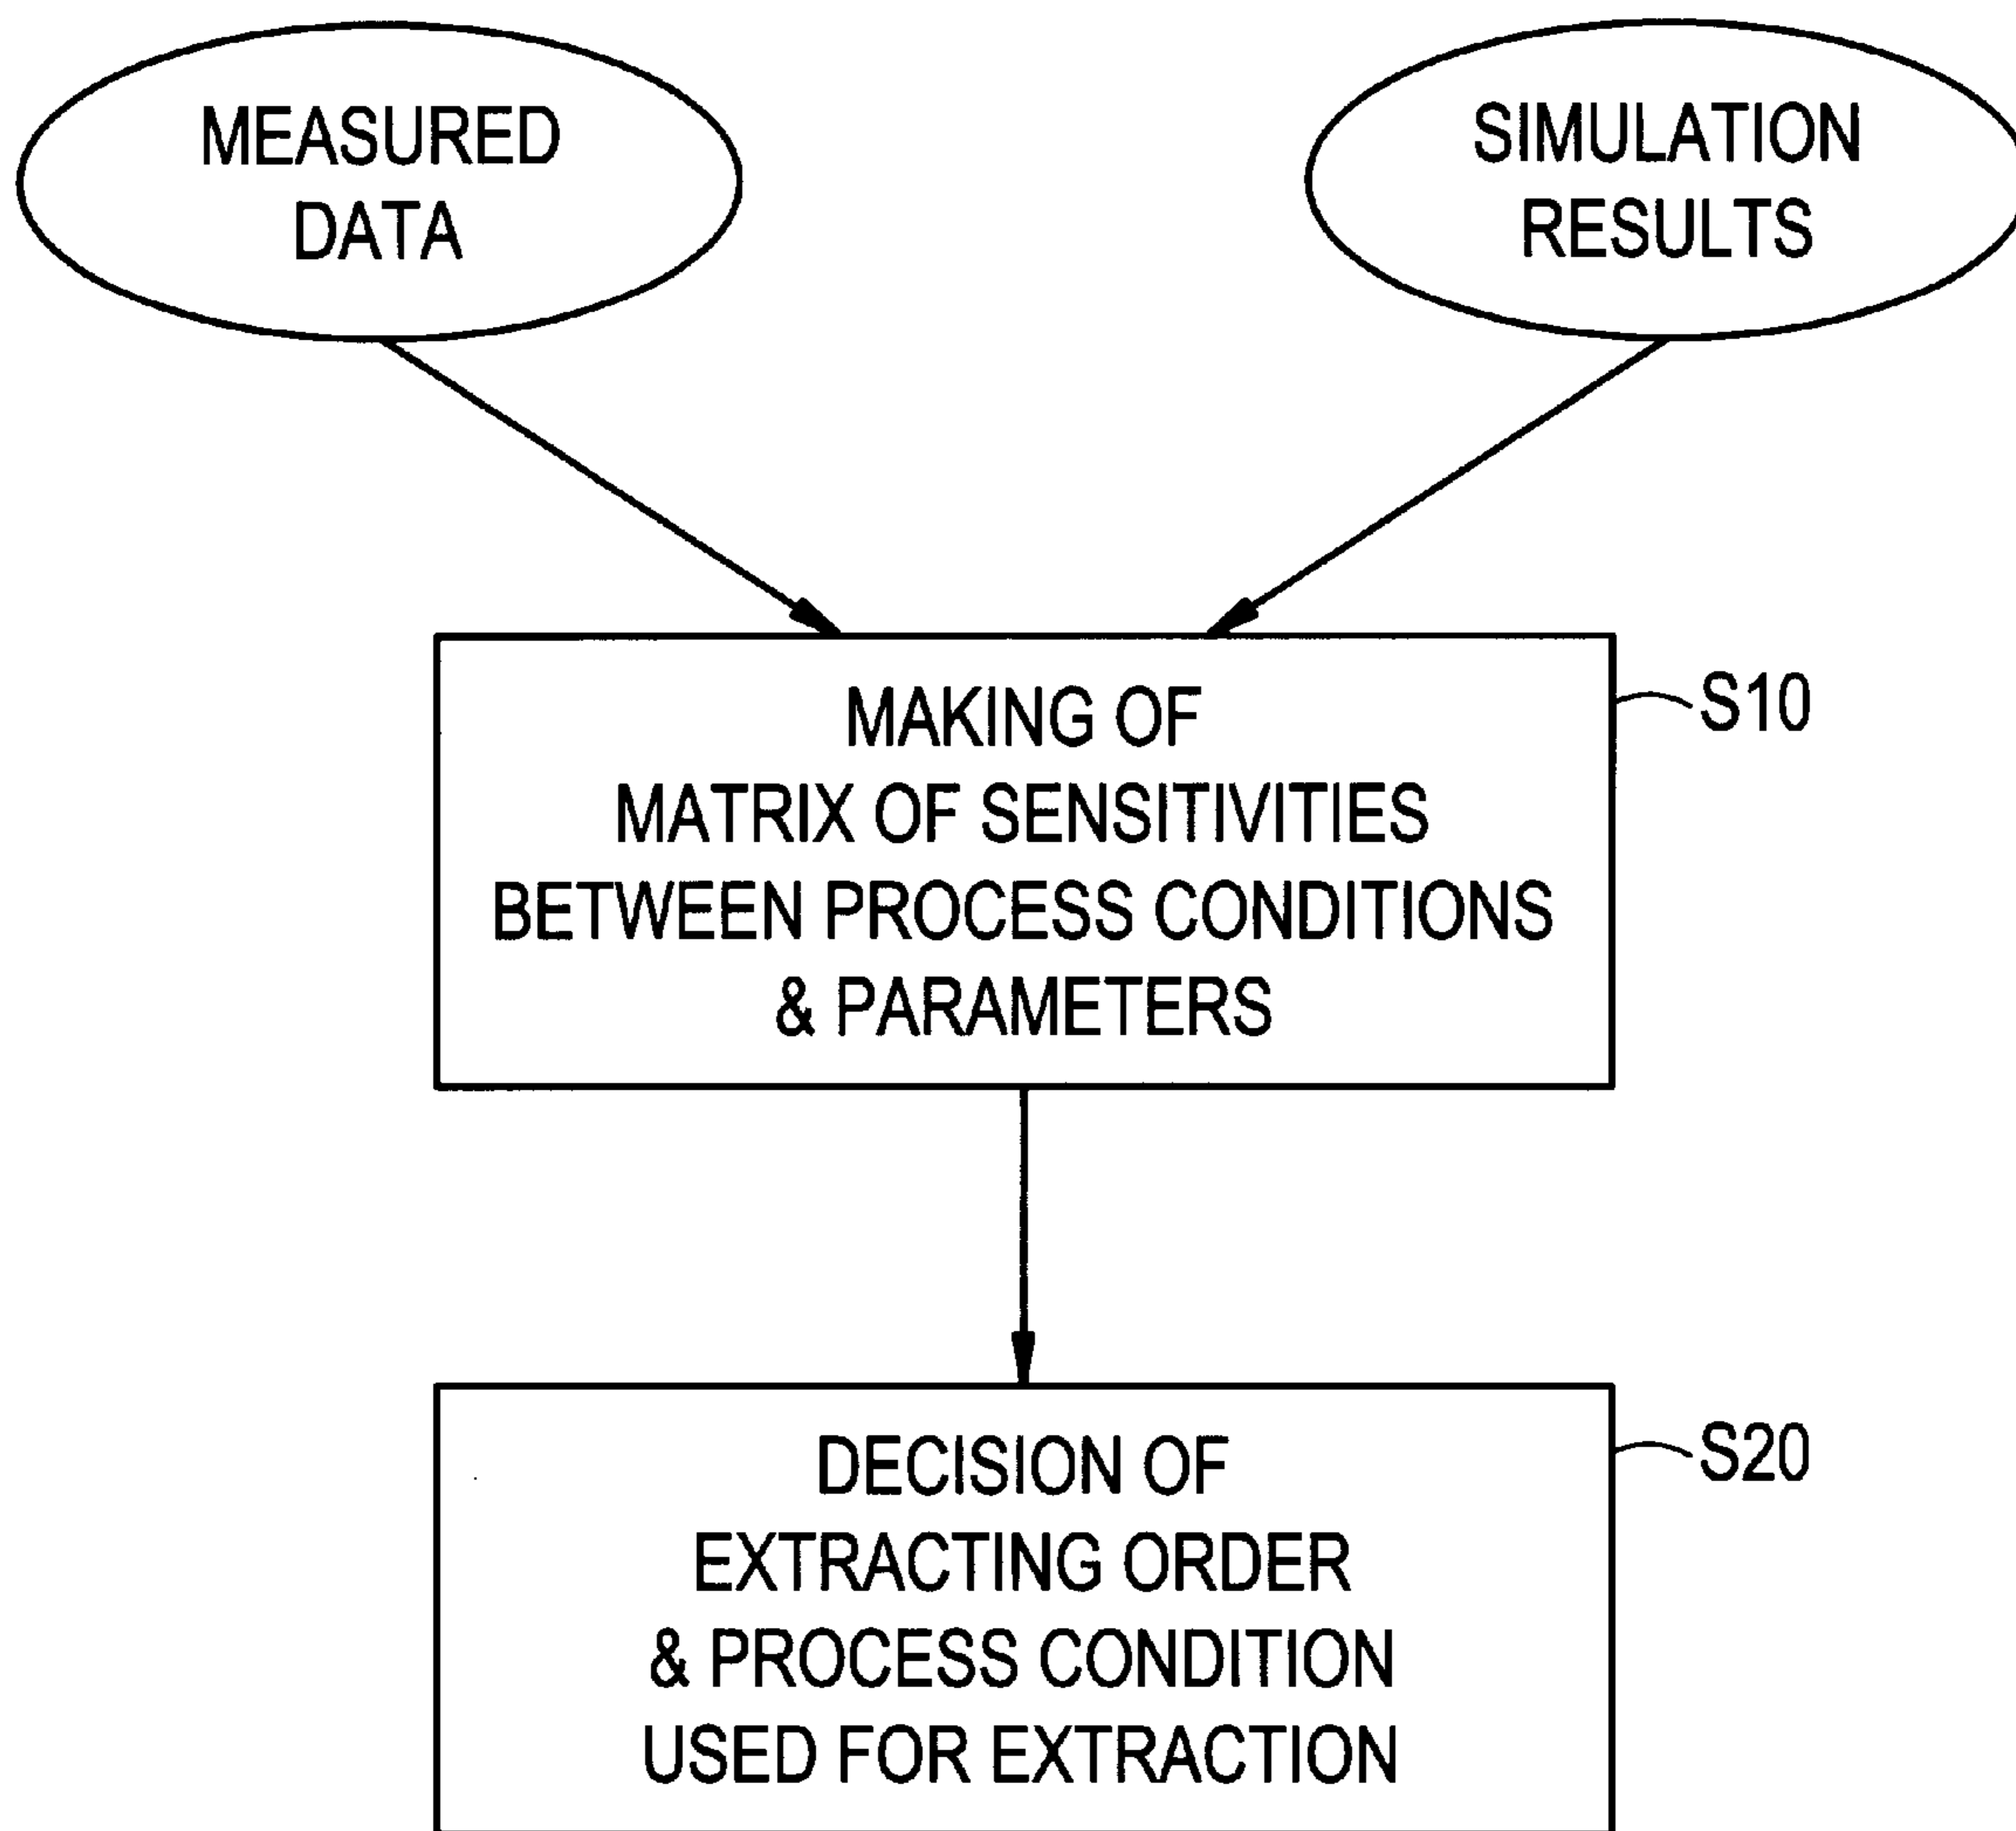 MEASURED
DATA
SIMULATION
RESULTS
MAKING OF
MATRIX OF SENSITIVITIES
BETWEEN PROCESS CONDITIONS
& PARAMETERS
S10
DECISION OF
EXTRACTING ORDER
& PROCESS CONDITION
USED FOR EXTRACTION
S20